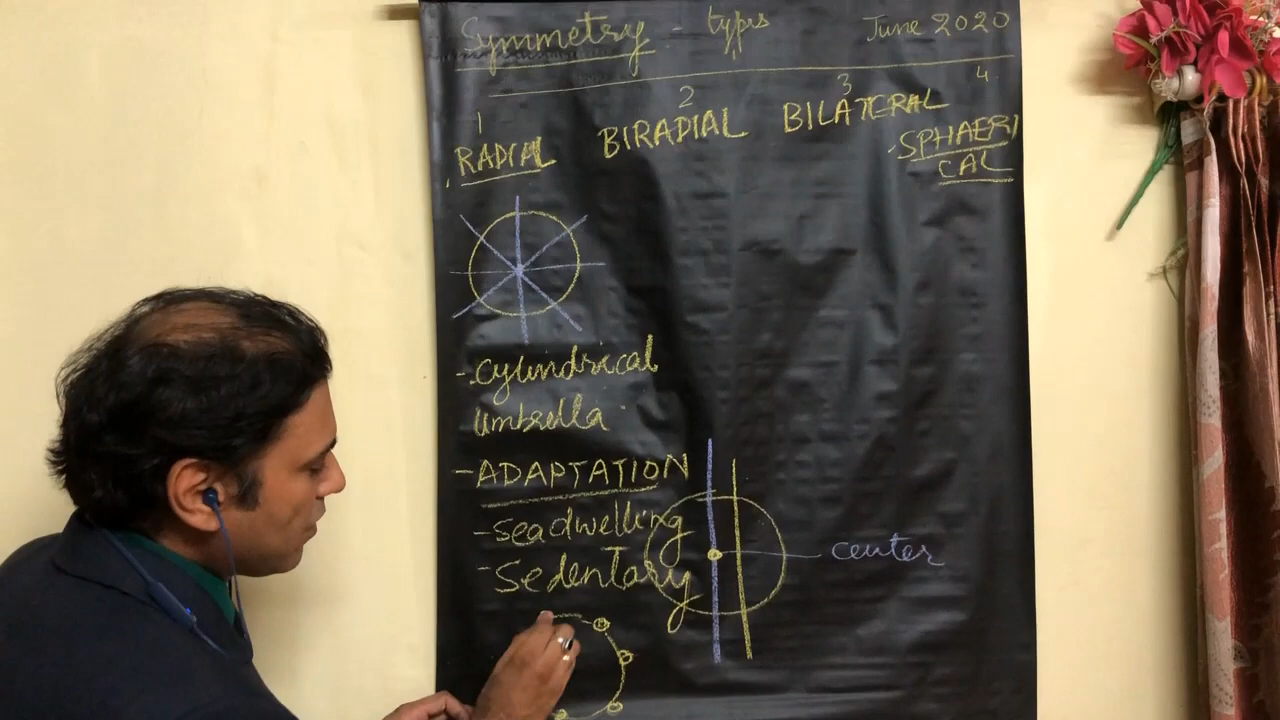 Symmetry - types June 2020
1 2 3 4
RADIAL BIRADIAL BILATERAL SPHAERI
CAL
- cylindrical
umbrella
- ADAPTATION
- seadwelling
- Sedentary
center